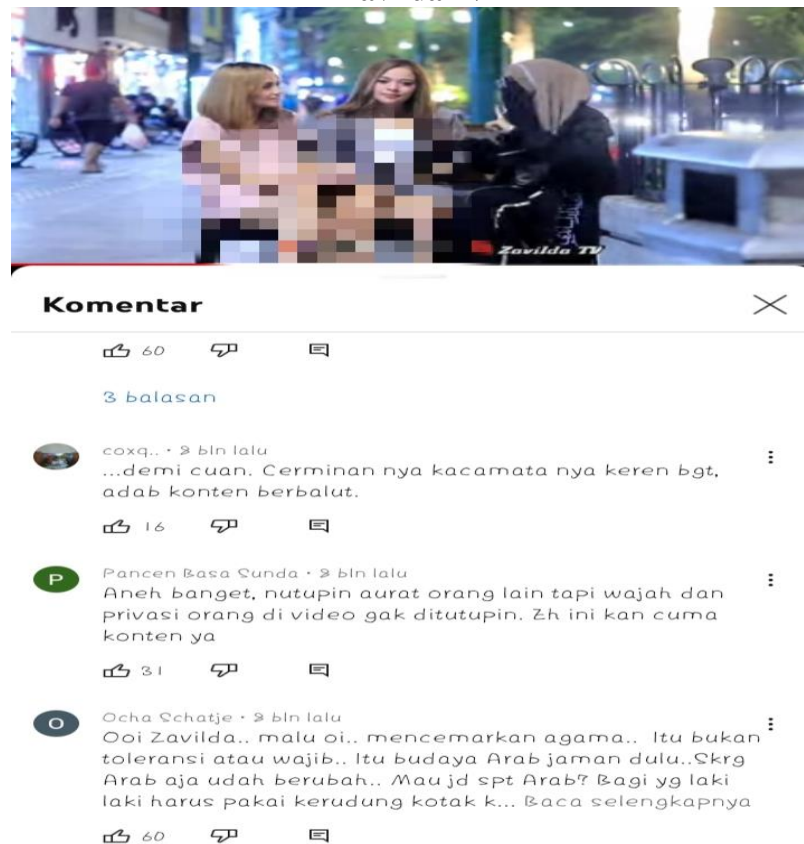 Zavilda TV
Komentar
60
3 balasan
coxq.. • 9 bln lalu
...demi cuan. Cerminan nya kacamata nya keren bgt,
adab konten berbalut.
16
P
Pancen Basa Sunda • 9 bln lalu
Aneh banget, nutupin aurat orang lain tapi wajah dan
privasi orang di video gak ditutupin. Eh ini kan cuma
konten ya
31
O
Ocha Schatje • 9 bln lalu
Ooi Zavilda.. malu oi.. mencemarkan agama.. Itu bukan
toleransi atau wajib.. Itu budaya Arab jaman dulu..Skrg
Arab aja udah berubah.. Mau jd spt Arab? Bagi yg laki
laki harus pakai kerudung kotak k... Baca selengkapnya
60